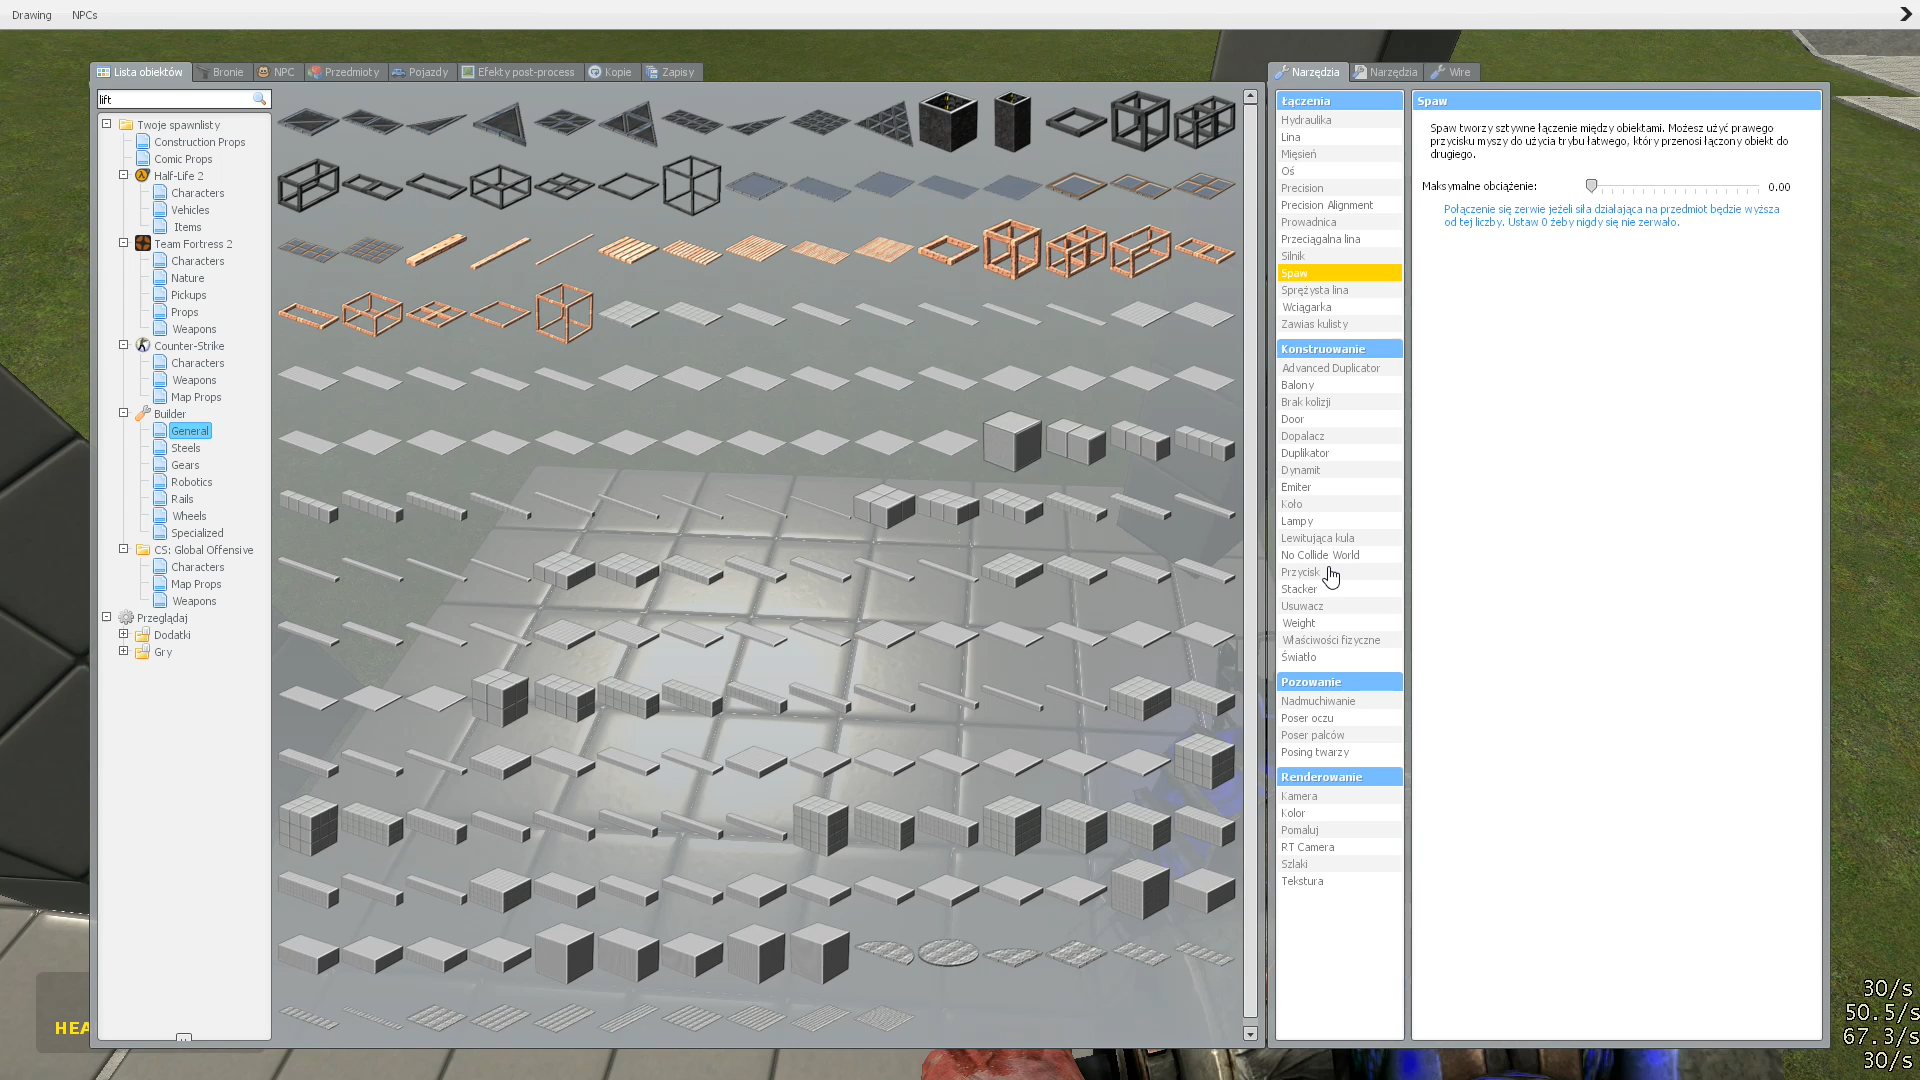 Drawing
NPCs
Lista obiektów
Bronie
NPC
Przedmioty
Pojazdy
Efekty post-process
Kopie
Zapisy
lift
Twoje spawnlisty
Construction Props
Comic Props
Half-Life 2
Characters
Vehicles
Items
Team Fortress 2
Characters
Nature
Pickups
Props
Weapons
Counter-Strike
Characters
Weapons
Map Props
Builder
General
Steels
Gears
Robotics
Rails
Wheels
Specialized
CS: Global Offensive
Characters
Map Props
Weapons
Przeglądaj
Dodatki
Gry
HEA
Narzędzia
Narzędzia
Wire
Łączenia
Hydraulika
Lina
Mięsień
Oś
Precision
Precision Alignment
Prowadnica
Przeciągalna lina
Silnik
Spaw
Sprężysta lina
Wciągarka
Zawias kulisty
Konstruowanie
Advanced Duplicator
Balony
Brak kolizji
Door
Dopalacz
Duplikator
Dynamit
Emiter
Koło
Lampy
Lewitująca kula
No Collide World
Przycisk
Stacker
Usuwacz
Weight
Właściwości fizyczne
Światło
Pozowanie
Nadmuchiwanie
Poser oczu
Poser palców
Posing twarzy
Renderowanie
Kamera
Kolor
Pomaluj
RT Camera
Szlaki
Tekstura
Spaw
Spaw tworzy sztywne łączenie między obiektami. Możesz użyć prawego
przycisku myszy do użycia trybu łatwego, który przenosi łączony obiekt do
drugiego.
Maksymalne obciążenie:
0.00
Połączenie się zerwie jeżeli siła działająca na przedmiot będzie wyższa
od tej liczby. Ustaw 0 żeby nigdy się nie zerwało.
30/s
50.5/s
67.3/s
30/s